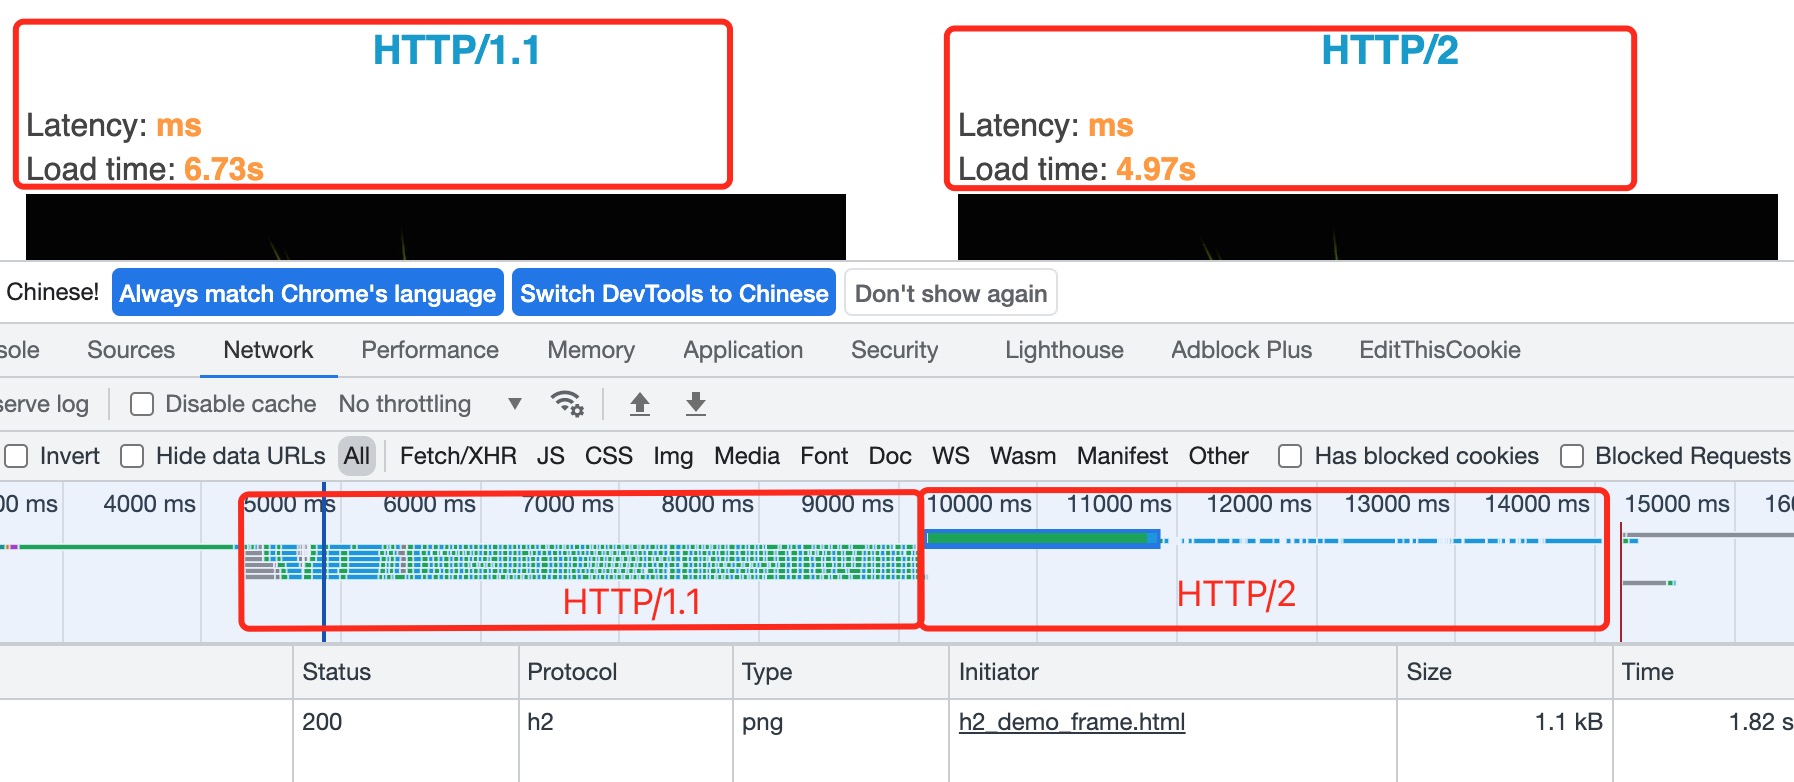 HTTP/1.1
Latency: ms
Load time: 6.73s
HTTP/2
Latency: ms
Load time: 4.97s
Chinese! Always match Chrome's language Switch DevTools to Chinese Don't show again
sole Sources Network Performance Memory Application Security Lighthouse Adblock Plus EditThisCookie
serve log Disable cache No throttling
Invert Hide data URLs All Fetch/XHR JS CSS Img Media Font Doc WS Wasm Manifest Other Has blocked cookies Blocked Requests
00 ms 4000 ms 5000 ms 6000 ms 7000 ms 8000 ms 9000 ms 10000 ms 11000 ms 12000 ms 13000 ms 14000 ms 15000 ms 160
HTTP/1.1 HTTP/2
Status Protocol Type Initiator Size Time
200 h2 png h2_demo_frame.html 1.1 kB 1.82 s